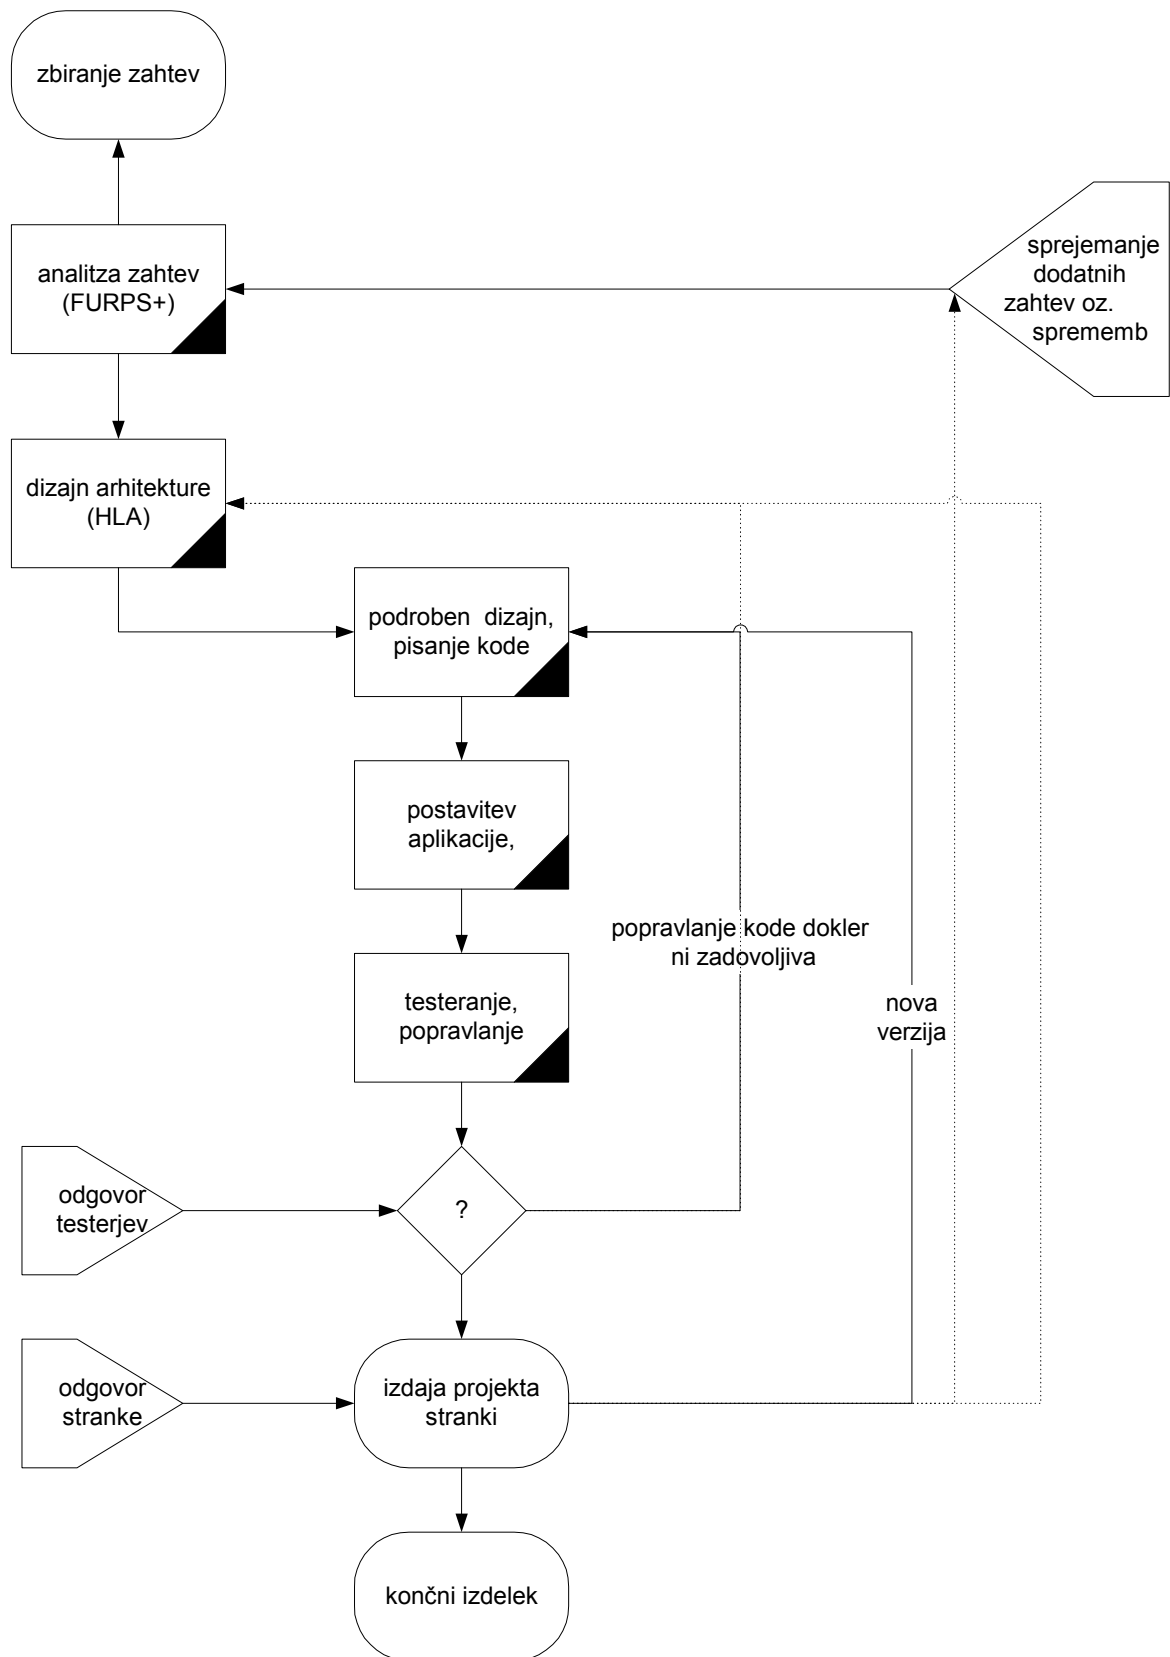 zbiranje zahtev
analitza zahtev
(FURPS+)
sprejemanje
dodatnih
zahtev oz.
sprememb
dizajn arhitekture
(HLA)
podroben  dizajn,
pisanje kode
postavitev
aplikacije,
popravlanje kode dokler
ni zadovoljiva
testeranje,
popravlanje
nova
verzija
odgovor
testerjev
?
odgovor
stranke
izdaja projekta
stranki
končni izdelek